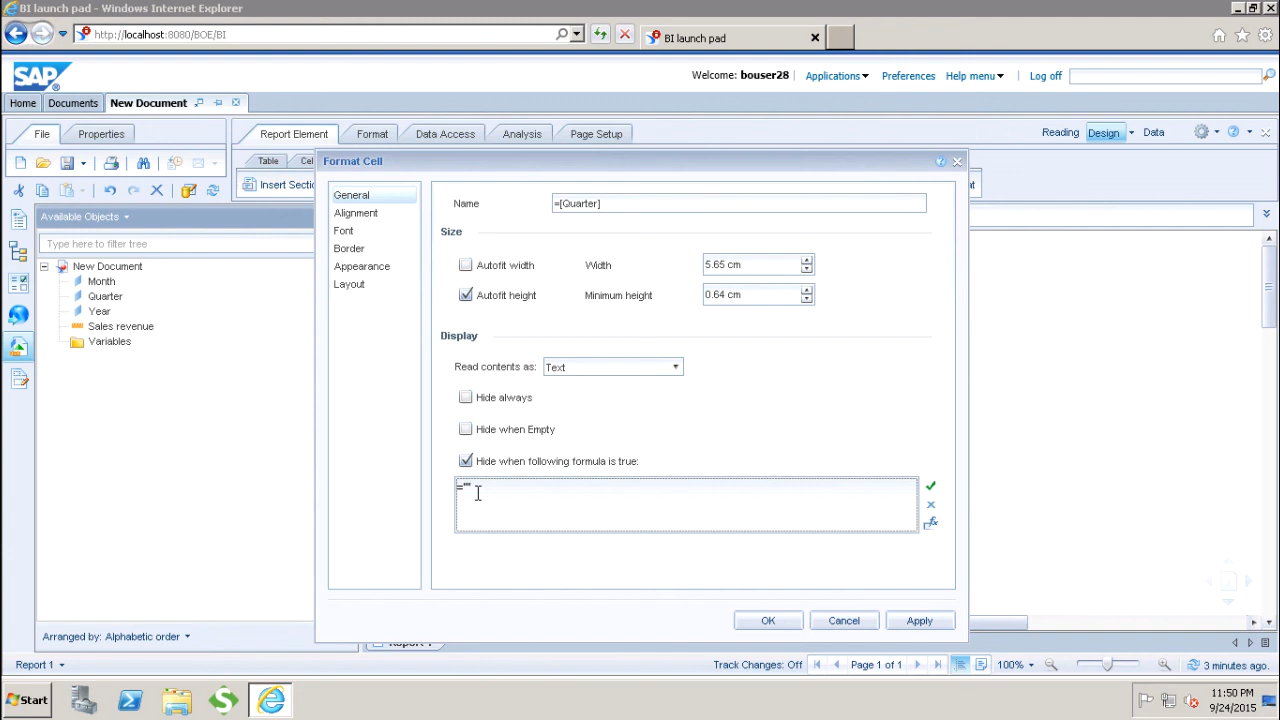 BI launch pad - Windows Internet Explorer
http://localhost:8080/BOE/BI
BI launch pad
SAP
Welcome: bouser28
Applications
Preferences
Help menu
Log off
Home
Documents
New Document
File
Properties
Report Element
Format
Data Access
Analysis
Page Setup
Reading
Design
Data
Table
Insert Sectio
Format Cell
Available Objects
Type here to filter tree
New Document
Month
Quarter
Year
Sales revenue
Variables
General
Alignment
Font
Border
Appearance
Layout
Name
=[Quarter]
Size
Autofit width
Width
5.65 cm
Autofit height
Minimum height
0.64 cm
Display
Read contents as:
Text
Hide always
Hide when Empty
Hide when following formula is true:
=""
OK
Cancel
Apply
Arranged by: Alphabetic order
Report 1
Report 1
Track Changes: Off
Page 1 of 1
100%
3 minutes ago.
Start
11:50 PM
9/24/2015